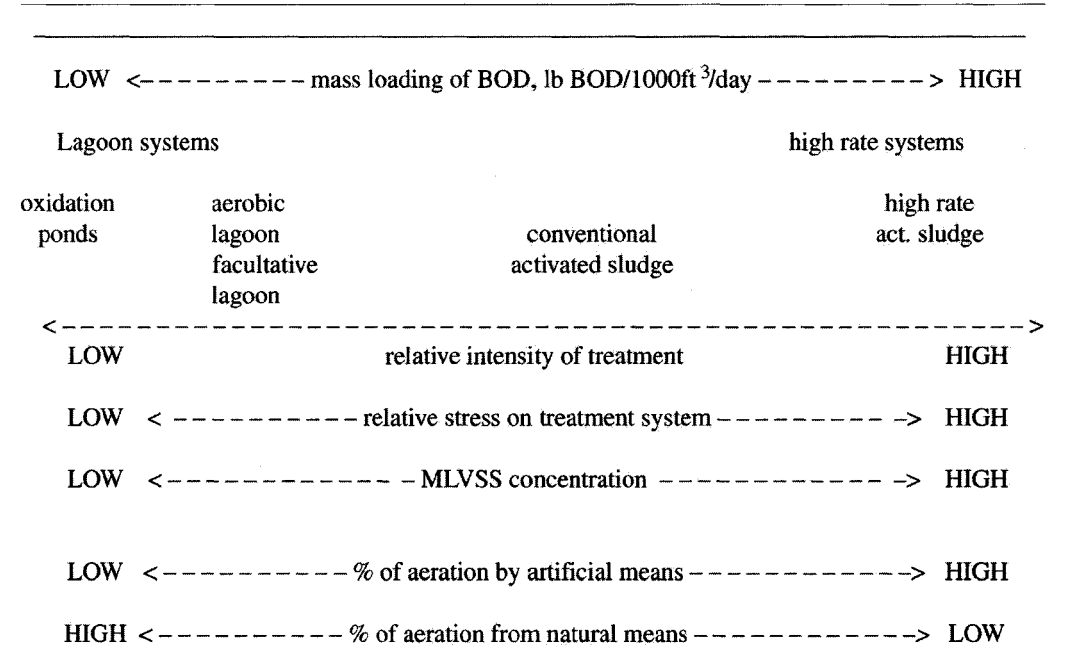 LOW <--------- mass loading of BOD, lb BOD/1000ft³/day ---------> HIGH
Lagoon systems high rate systems
oxidation aerobic high rate
ponds lagoon conventional act. sludge
facultative activated sludge
lagoon
<---------------------------------------------------->
LOW relative intensity of treatment HIGH
LOW <---------- relative stress on treatment system ----------> HIGH
LOW <-------------- MLVSS concentration -------------> HIGH
LOW <---------- % of aeration by artificial means ------------> HIGH
HIGH <---------- % of aeration from natural means ------------> LOW